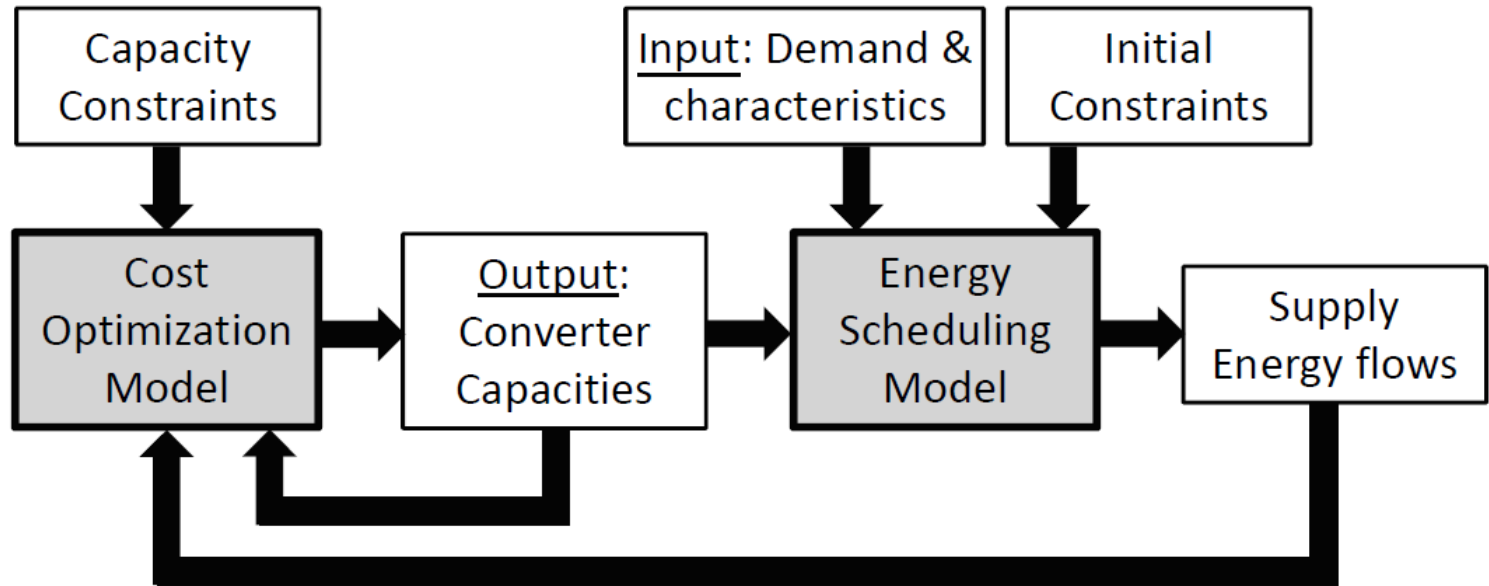 Capacity
Constraints
Input: Demand &
characteristics
Initial
Constraints
Cost
Optimization
Model
Output:
Converter
Capacities
Energy
Scheduling
Model
Supply
Energy flows